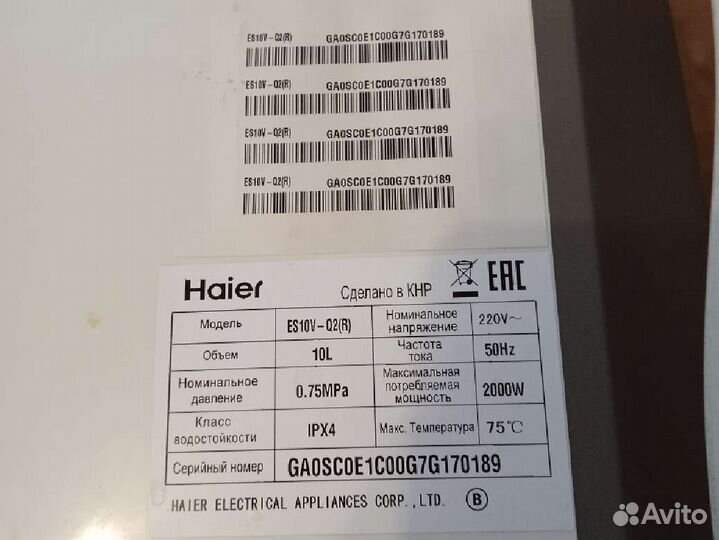 ES10V-Q2(R) GA0SC0E1C00G7G170189
ES10V-Q2(R) GA0SC0E1C00G7G170189
ES10V-Q2(R) GA0SC0E1C00G7G170189
ES10V-Q2(R) GA0SC0E1C00G7G170189
Haier Сделано в КНР EAC
Модель ES10V-Q2(R) Номинальное напряжение 220V~
Объем 10L Частота тока 50Hz
Номинальное давление 0.75MPa Максимальная потребляемая мощность 2000W
Класс водостойкости IPX4 Макс. Температура 75℃
Серийный номер GA0SC0E1C00G7G170189
HAIER ELECTRICAL APPLIANCES CORP.,LTD. B
Avito